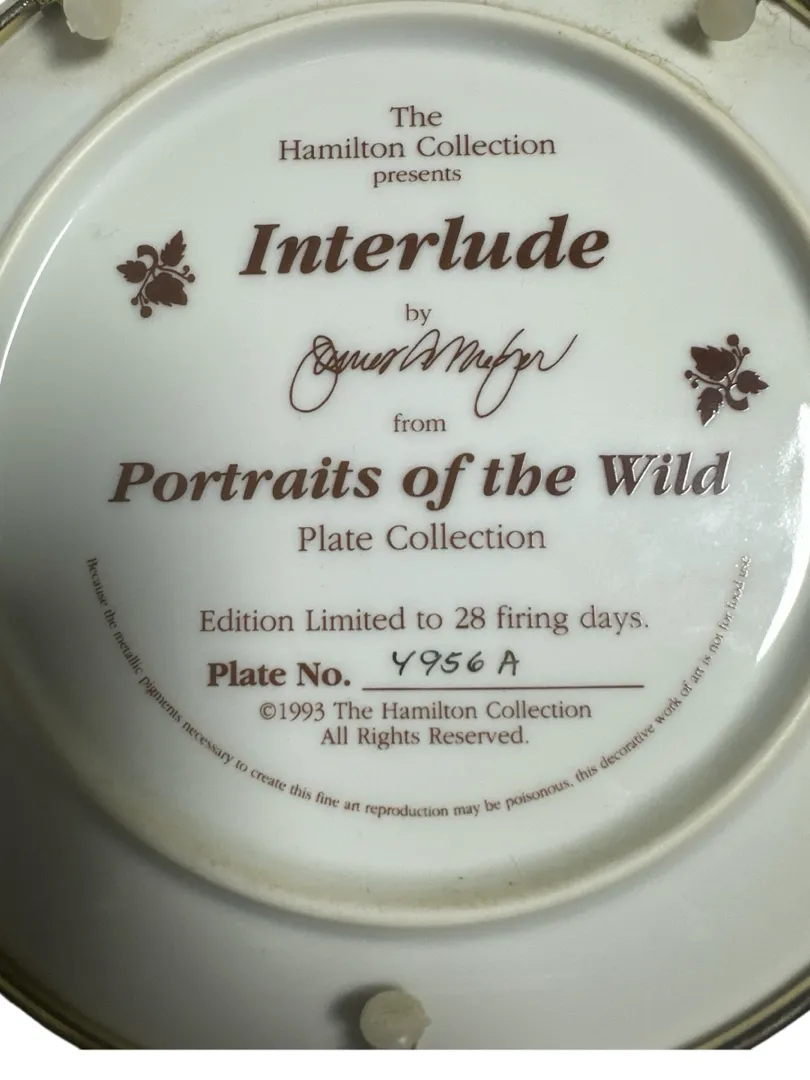 The
Hamilton Collection
presents
Interlude
by
from
Portraits of the Wild
Plate Collection
Edition Limited to 28 firing days.
Plate No. 4956 A
©1993 The Hamilton Collection
All Rights Reserved.
Because the metallic pigments necessary to create this fine art reproduction may be poisonous, this decorative work of art is not for food use